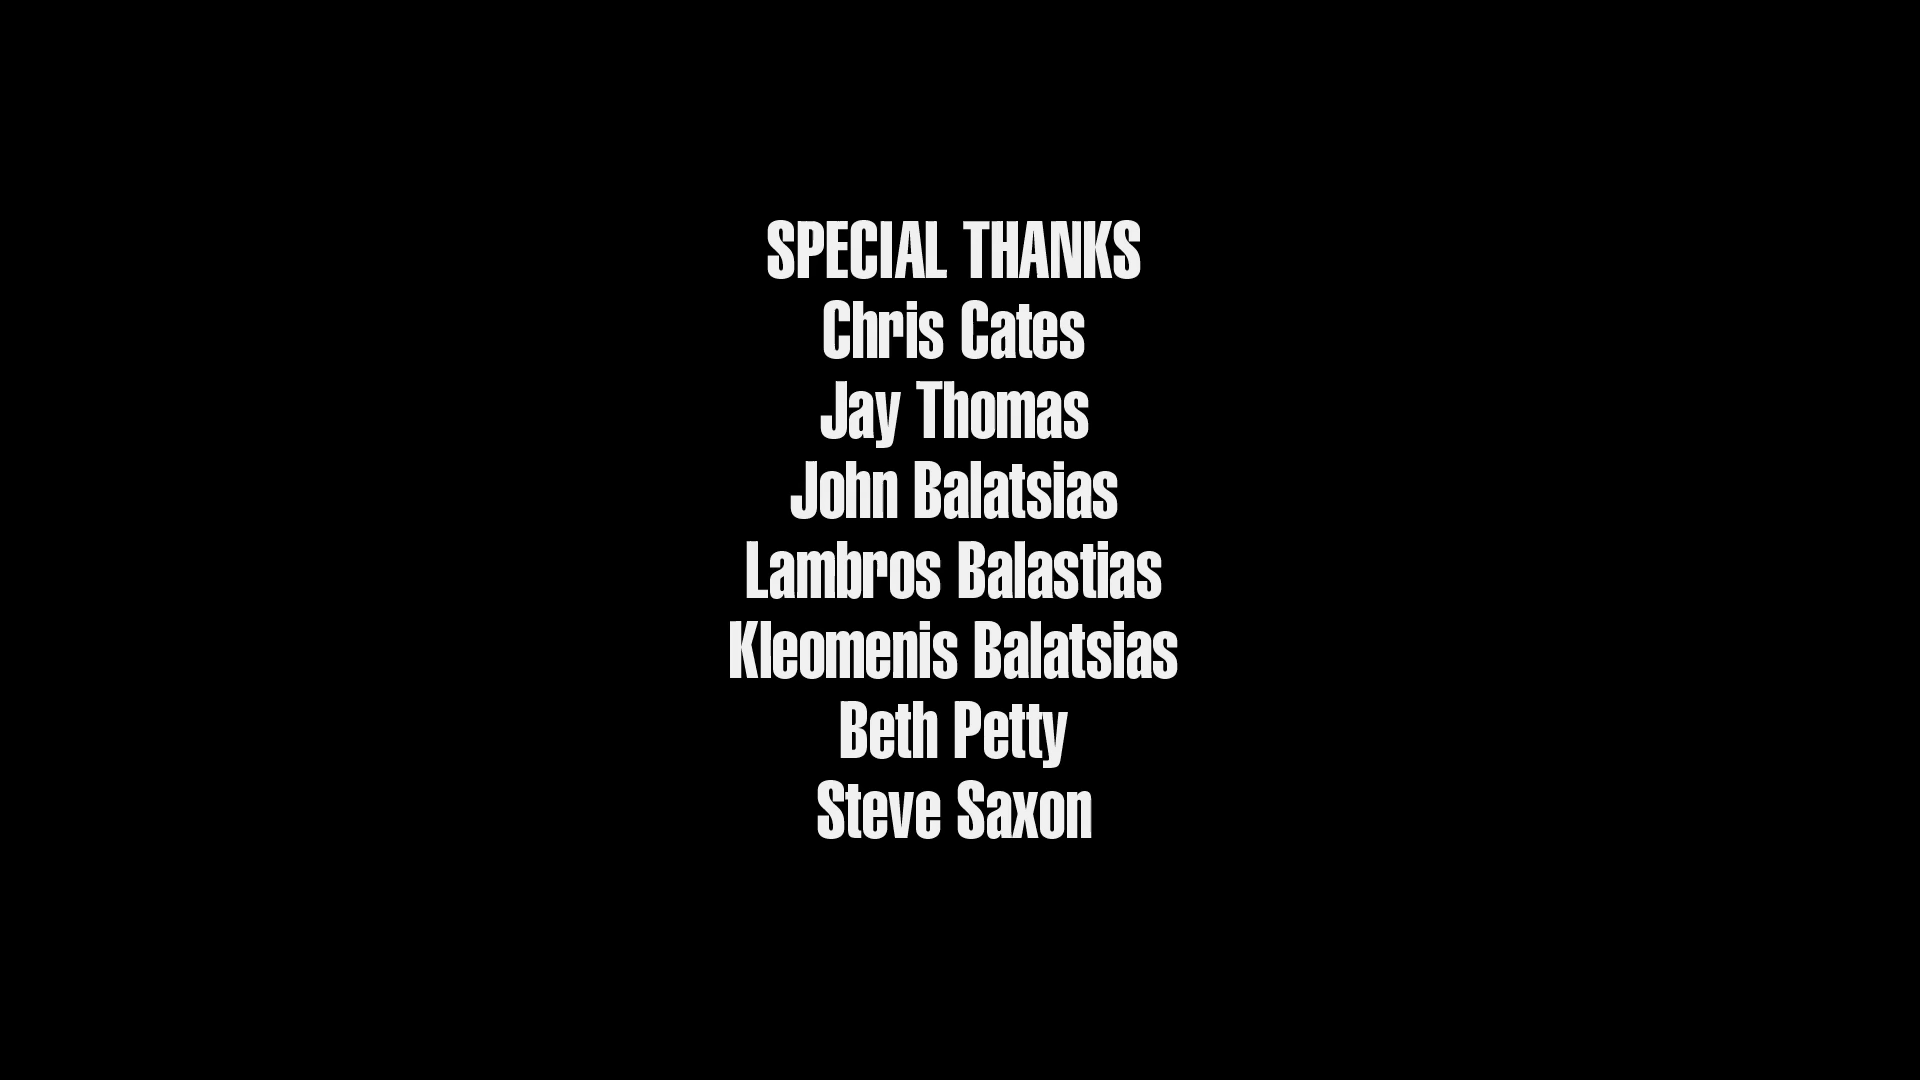 SPECIAL THANKS
Chris Cates
Jay Thomas
John Balatsias
Lambros Balastias
Kleomenis Balatsias
Beth Petty
Steve Saxon